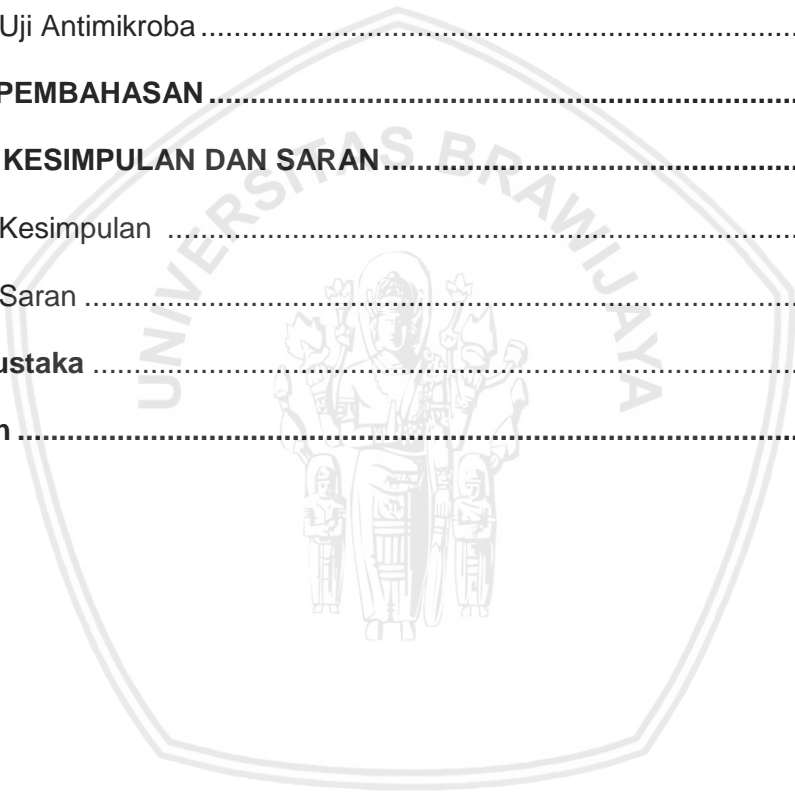 Uji Antimikroba ....................................................................................
PEMBAHASAN ....................................................................................
KESIMPULAN DAN SARAN ...............................................................
Kesimpulan ....................................................................................
Saran ....................................................................................
ustaka ....................................................................................
n ....................................................................................
UNIVERSITAS BRAWIJAYA